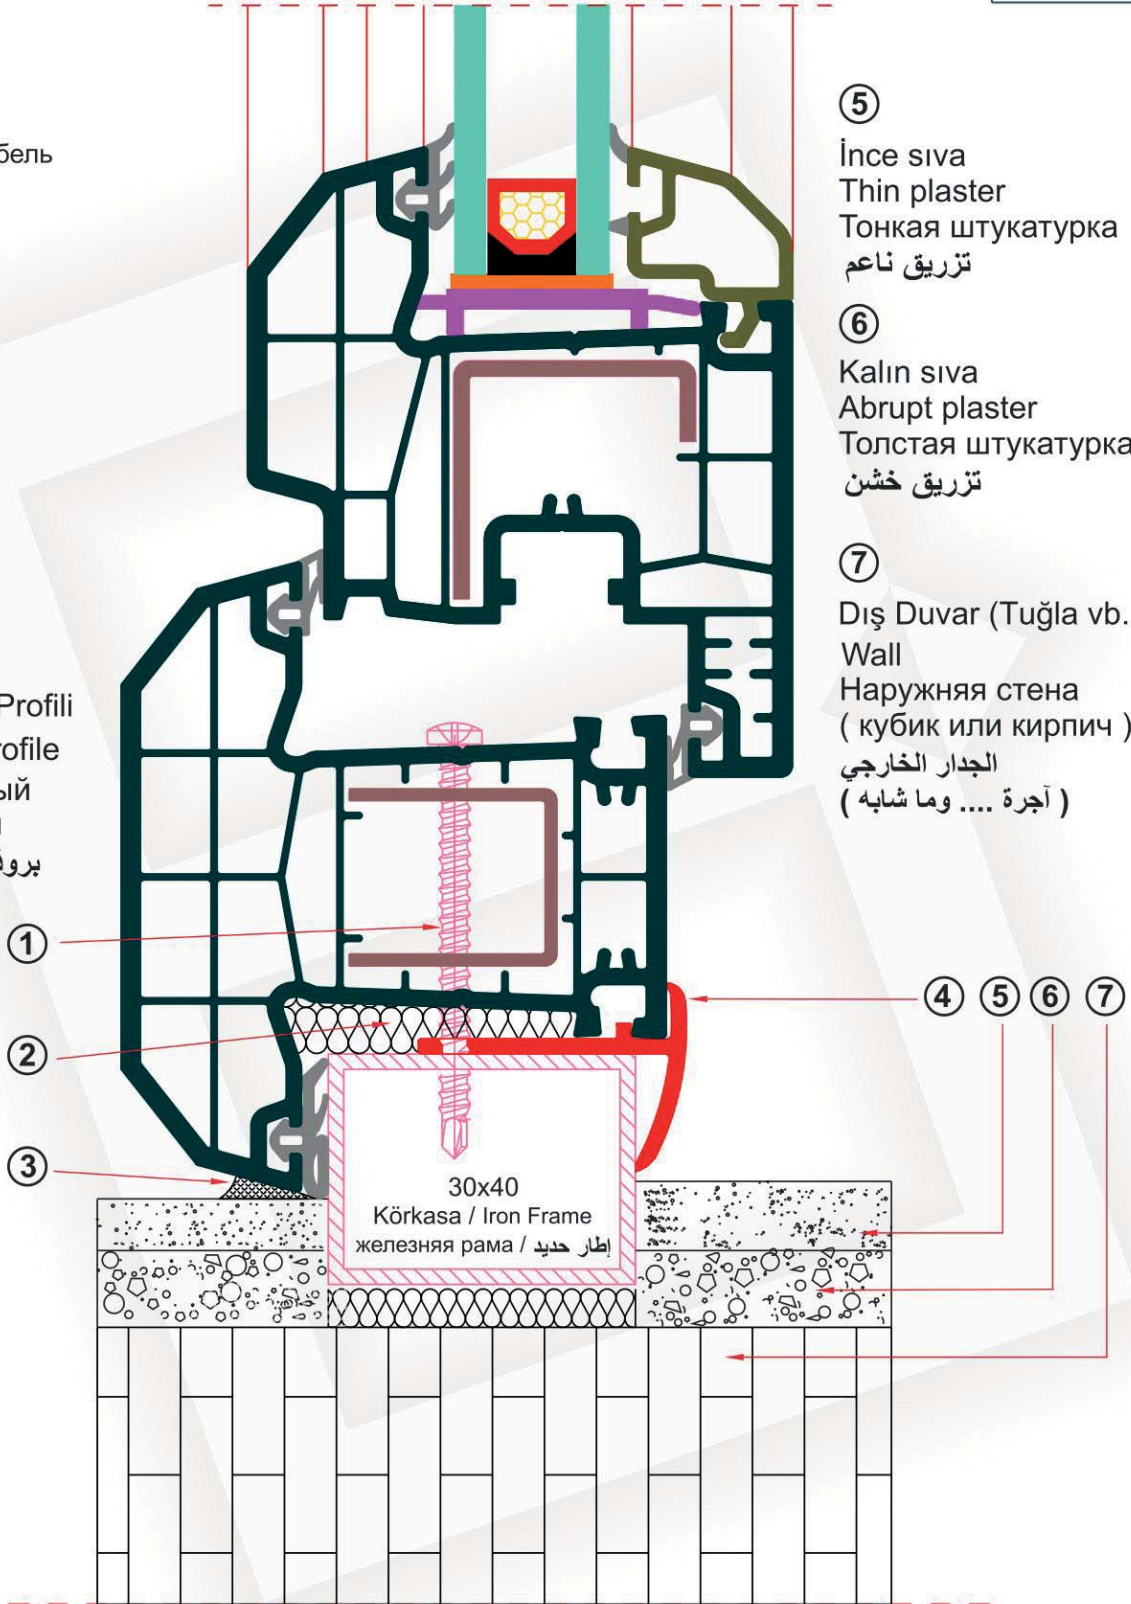 бель
Profili
rofile
ый
①
②
③
⑤
İnce sıva
Thin plaster
Тонкая штукатурка
تزريق ناعم
⑥
Kalın sıva
Abrupt plaster
Толстая штукатурка
تزريق خشن
⑦
Dış Duvar (Tuğla vb.
Wall
Наружняя стена
( кубик или кирпич )
الجدار الخارجي
( آجرة .... وما شابه )
④ ⑤ ⑥ ⑦
30x40
Körkasa / Iron Frame
железняя рама / إطار حديد